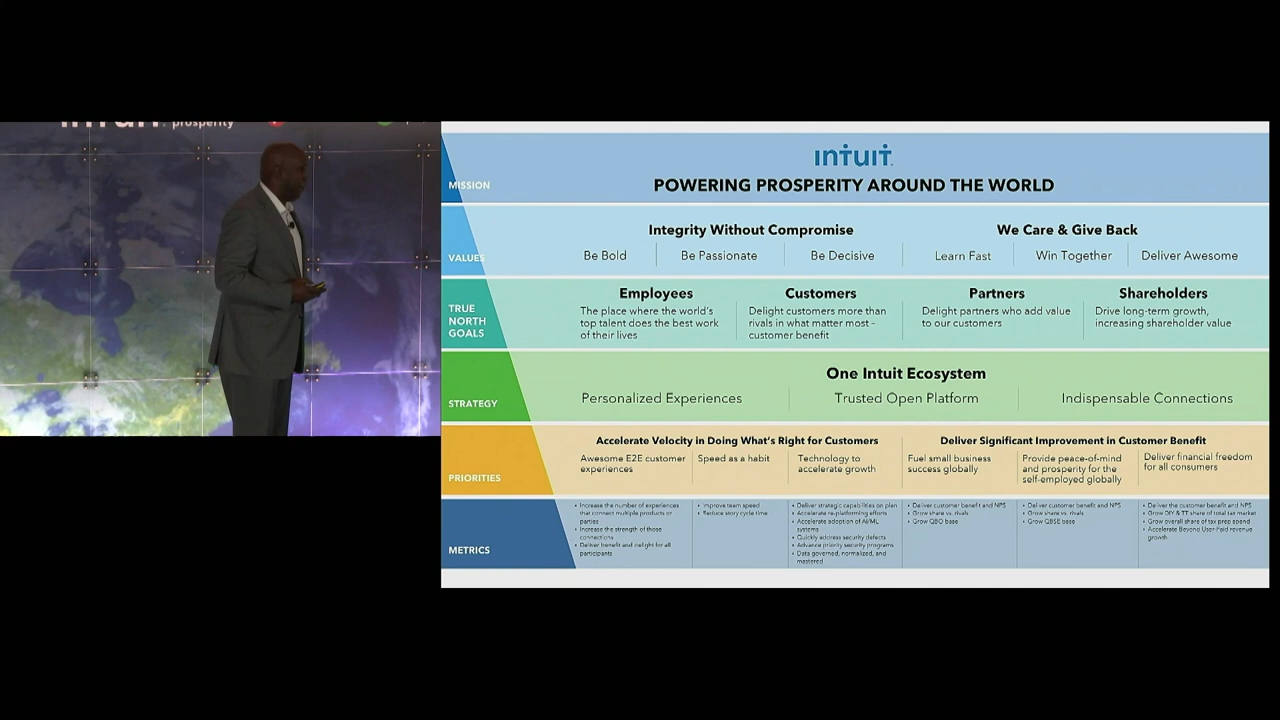 intuit prosperity
intuit
MISSION
POWERING PROSPERITY AROUND THE WORLD
VALUES
Integrity Without Compromise
We Care & Give Back
Be Bold
Be Passionate
Be Decisive
Learn Fast
Win Together
Deliver Awesome
TRUE
NORTH
GOALS
Employees
The place where the world's
top talent does the best work
of their lives
Customers
Delight customers more than
rivals in what matter most -
customer benefit
Partners
Delight partners who add value
to our customers
Shareholders
Drive long-term growth,
increasing shareholder value
STRATEGY
One Intuit Ecosystem
Personalized Experiences
Trusted Open Platform
Indispensable Connections
PRIORITIES
Accelerate Velocity in Doing What's Right for Customers
Awesome E2E customer
experiences
Speed as a habit
Technology to
accelerate growth
Deliver Significant Improvement in Customer Benefit
Fuel small business
success globally
Provide peace-of-mind
and prosperity for the
self-employed globally
Deliver financial freedom
for all consumers
METRICS
• Increase the number of experiences
that connect multiple products or
parties
• Increase the strength of those
connections
• Deliver benefit and delight for all
participants
• Improve team speed
• Reduce story cycle time
• Deliver strategic capabilities on plan
• Accelerate re-platforming efforts
• Accelerate adoption of AI/ML
systems
• Quickly address security defects
• Advance priority security programs
• Data governed, normalized, and
mastered
• Deliver customer benefit and NPS
• Grow share vs. rivals
• Grow QBO base
• Deliver customer benefit and NPS
• Grow share vs. rivals
• Grow QBSE base
• Deliver the customer benefit and NPS
• Grow DIY & TT share of total tax market
• Grow overall share of tax prep spend
• Accelerate Beyond User-Paid revenue
growth